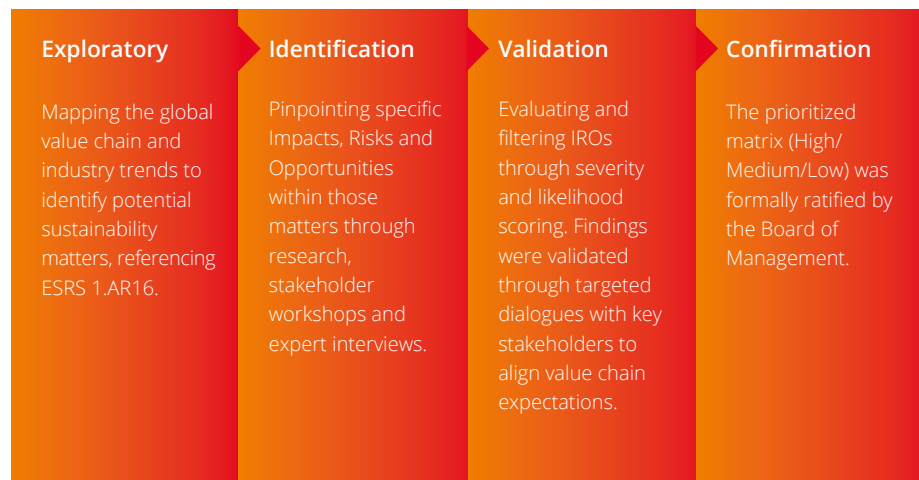 Exploratory
Mapping the global
value chain and
industry trends to
identify potential
sustainability
matters, referencing
ESRS 1.AR16.
Identification
Pinpointing specific
Impacts, Risks and
Opportunities
within those
matters through
research,
stakeholder
workshops and
expert interviews.
Validation
Evaluating and
filtering IROs
through severity
and likelihood
scoring. Findings
were validated
through targeted
dialogues with key
stakeholders to
align value chain
expectations.
Confirmation
The prioritized
matrix (High/
Medium/Low) was
formally ratified by
the Board of
Management.